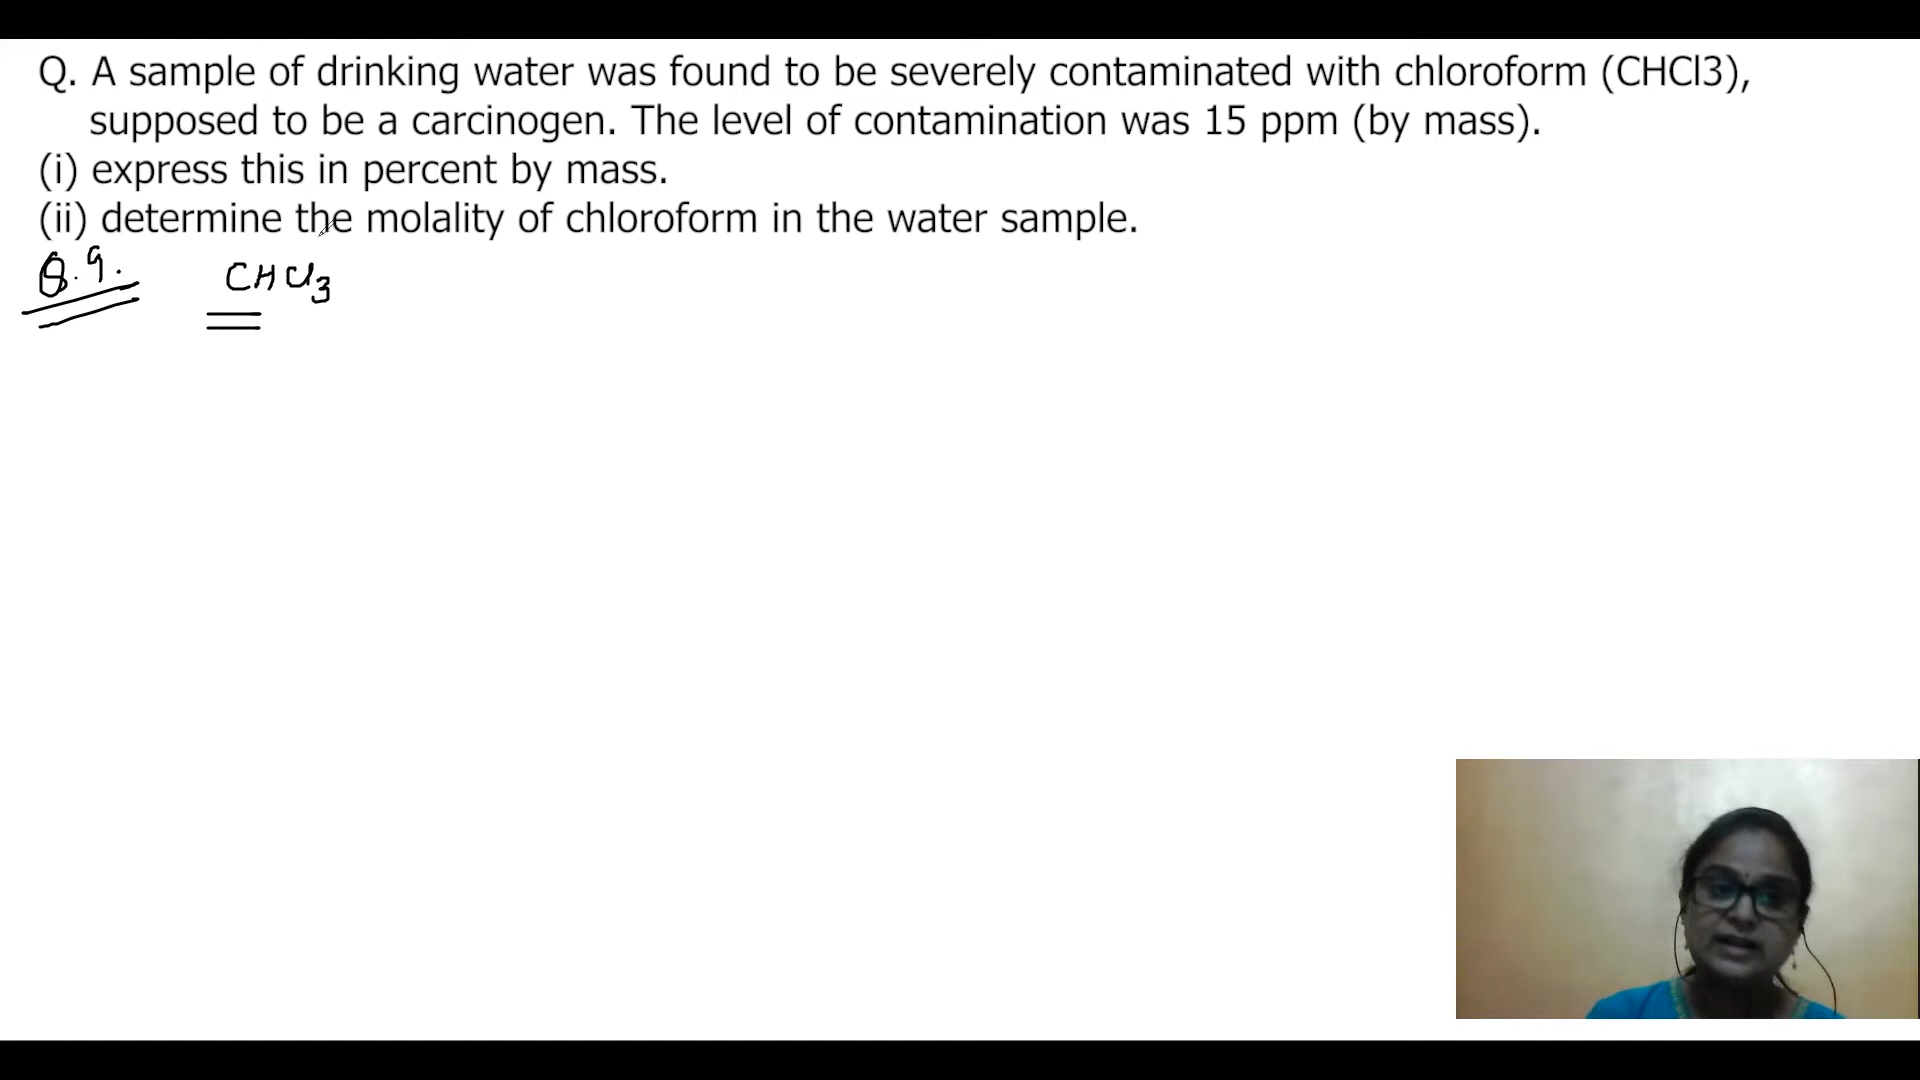 Q. A sample of drinking water was found to be severely contaminated with chloroform (CHCl3),
supposed to be a carcinogen. The level of contamination was 15 ppm (by mass).
(i) express this in percent by mass.
(ii) determine the molality of chloroform in the water sample.
Q.9. CHCl3